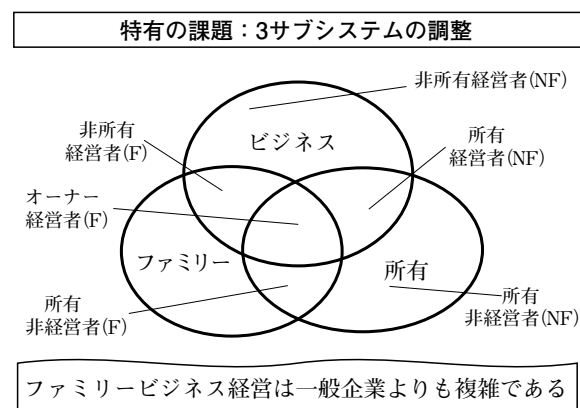 特有の課題：3サブシステムの調整
非所有経営者(NF)
非所有
経営者(F)
ビジネス
所有
経営者(NF)
オーナー
経営者(F)
ファミリー
所有
所有
非経営者(F)
所有
非経営者(NF)
ファミリービジネス経営は一般企業よりも複雑である